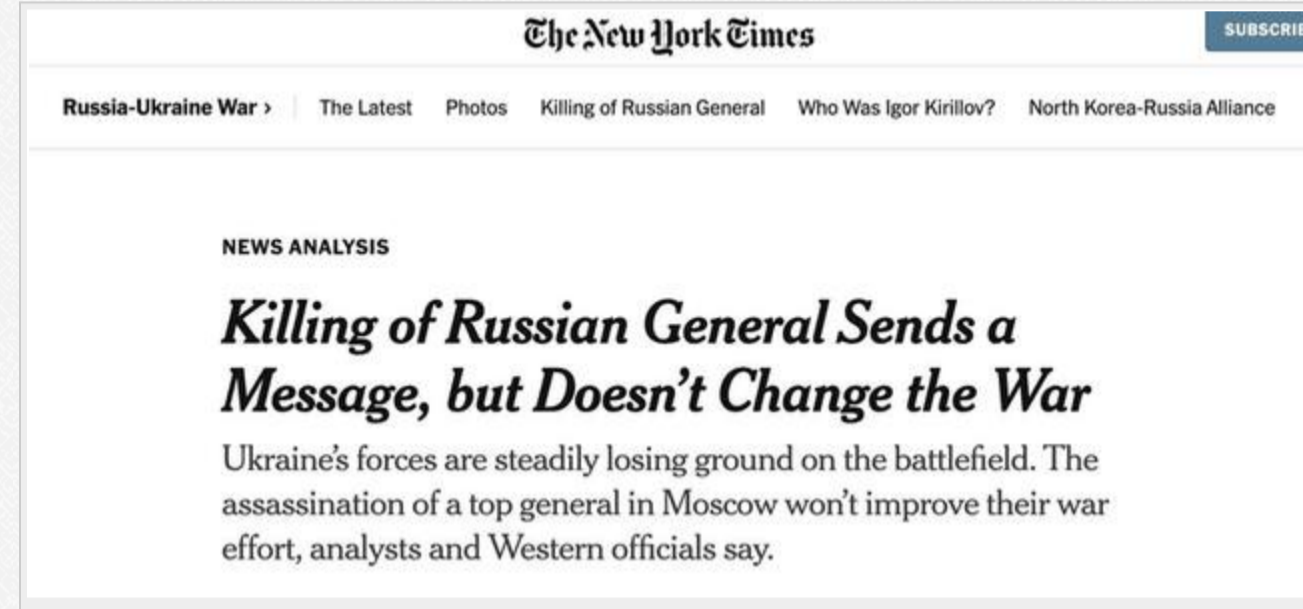 The New York Times
SUBSCRIB
Russia-Ukraine War ›
The Latest
Photos
Killing of Russian General
Who Was Igor Kirillov?
North Korea-Russia Alliance
NEWS ANALYSIS
Killing of Russian General Sends a
Message, but Doesn’t Change the War
Ukraine’s forces are steadily losing ground on the battlefield. The
assassination of a top general in Moscow won’t improve their war
effort, analysts and Western officials say.